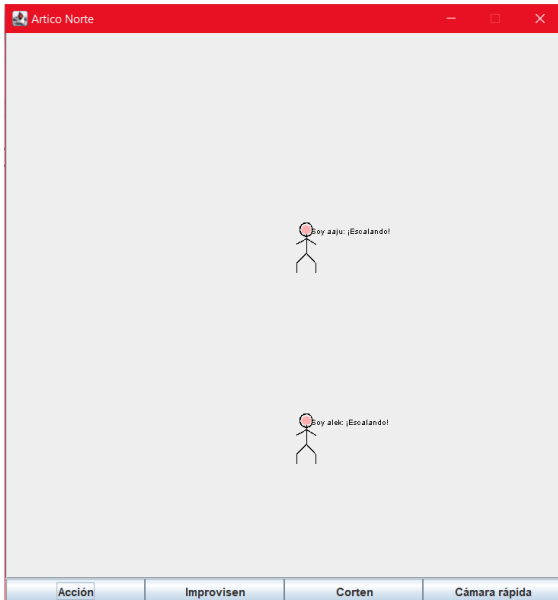 Artico Norte
Soy aaju: ¡Escalando!
Soy alek: ¡Escalando!
Acción Improvisen Corten Cámara rápida